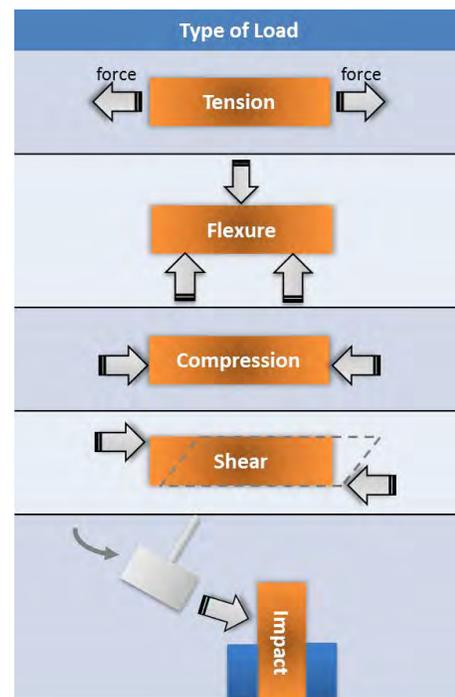 Type of Load
force force
Tension
Flexure
Compression
Shear
Impact